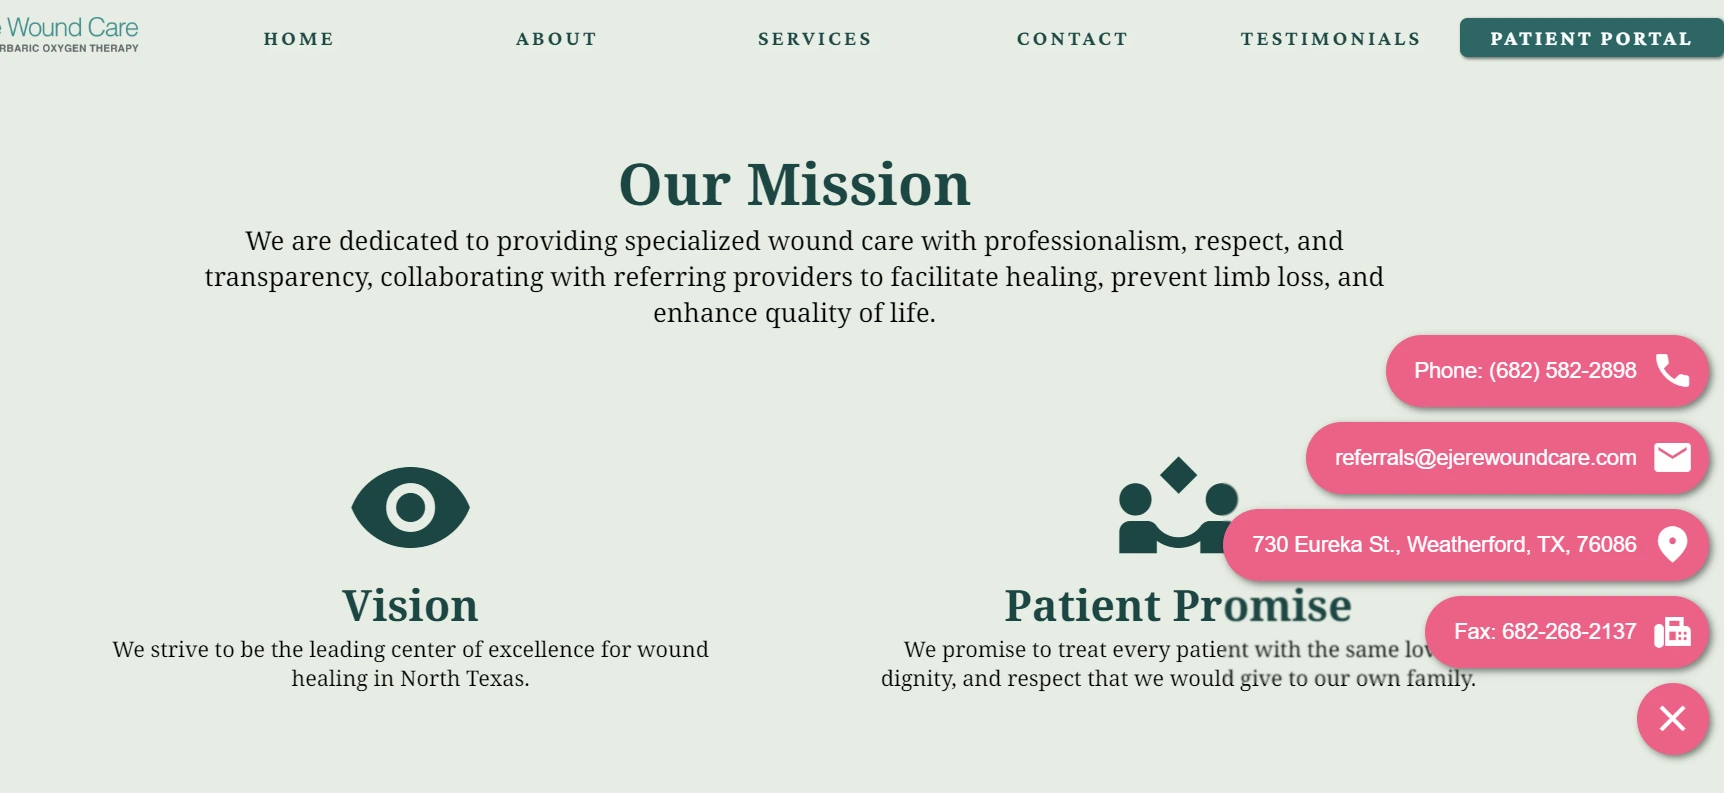 Wound Care
RBARIC OXYGEN THERAPY
HOME
ABOUT
SERVICES
CONTACT
TESTIMONIALS
PATIENT PORTAL
Our Mission
We are dedicated to providing specialized wound care with professionalism, respect, and
transparency, collaborating with referring providers to facilitate healing, prevent limb loss, and
enhance quality of life.
Phone: (682) 582-2898
referrals@ejerewoundcare.com
730 Eureka St., Weatherford, TX, 76086
Fax: 682-268-2137
Vision
We strive to be the leading center of excellence for wound
healing in North Texas.
Patient Promise
We promise to treat every patient with the same
dignity, and respect that we would give to our own family.